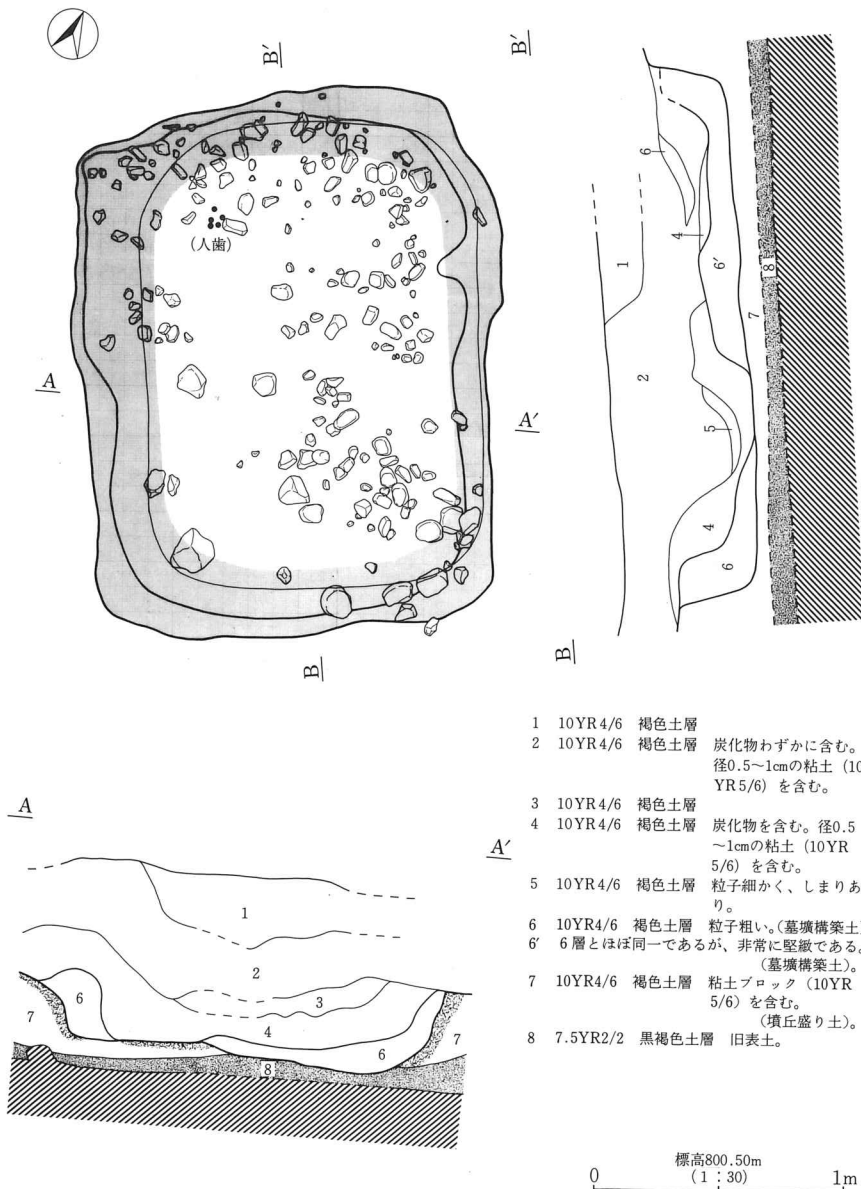 B′
B′
(人歯)
A
A′
B
B
6
4
1
6′
8
7
2
5
4
6
1 10YR4/6 褐色土層
2 10YR4/6 褐色土層 炭化物わずかに含む。
径0.5~1cmの粘土(10
YR5/6)を含む。
3 10YR4/6 褐色土層
4 10YR4/6 褐色土層 炭化物を含む。径0.5
~1cmの粘土(10YR
5/6)を含む。
5 10YR4/6 褐色土層 粒子細かく、しまりあ
り。
6 10YR4/6 褐色土層 粒子粗い。(墓壙構築土)
6′ 6層とほぼ同一であるが、非常に堅緻である。
(墓壙構築土)。
7 10YR4/6 褐色土層 粘土ブロック(10YR
5/6)を含む。
(墳丘盛り土)。
8 7.5YR2/2 黒褐色土層 旧表土。
A
A′
1
2
3
4
6
6
7
7
8
標高800.50m
(1:30)
0 1m